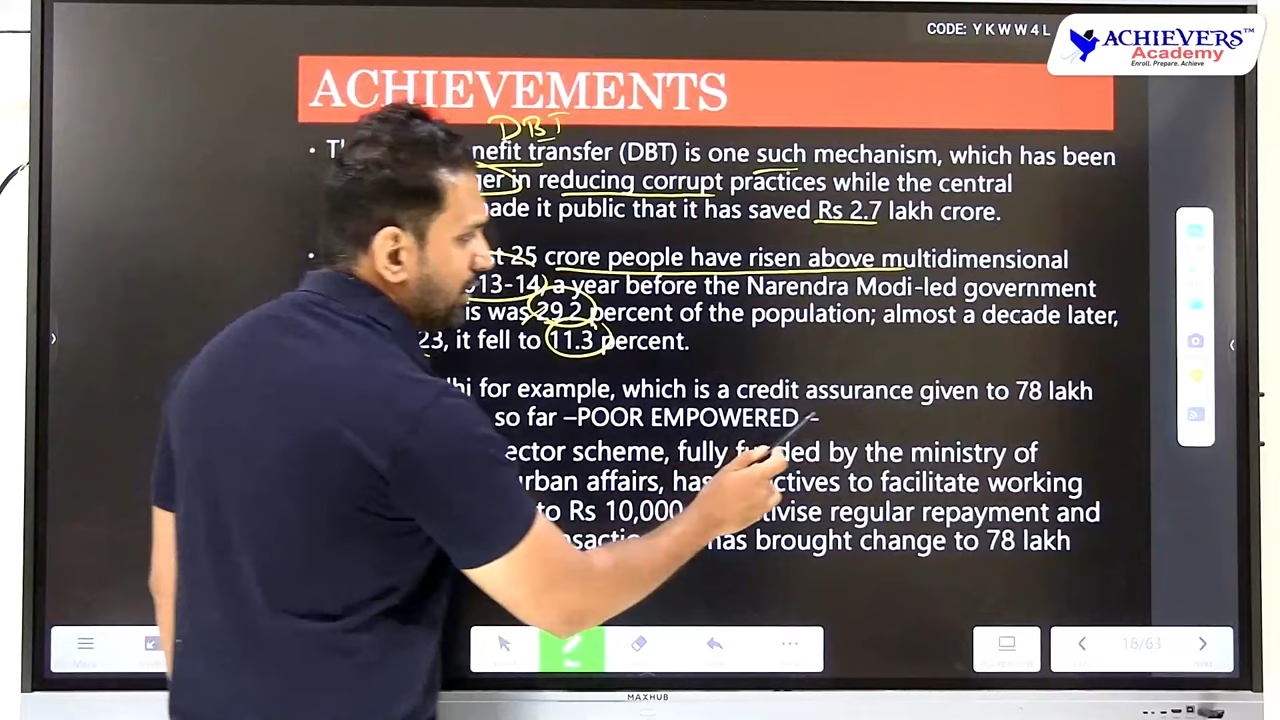 CODE: Y K W W 4 L
ACHIEVERS™
Academy
Enroll. Prepare. Achieve
ACHIEVEMENTS
DBT
nefit transfer (DBT) is one such mechanism, which has been
ger in reducing corrupt practices while the central
made it public that it has saved Rs 2.7 lakh crore.
st 25 crore people have risen above multidimensional
013-14) a year before the Narendra Modi-led government
is was 29.2 percent of the population; almost a decade later,
23, it fell to 11.3 percent.
hi for example, which is a credit assurance given to 78 lakh
so far –POOR EMPOWERED –
ector scheme, fully funded by the ministry of
urban affairs, has ctives to facilitate working
to Rs 10,000 tivise regular repayment and
nsactio has brought change to 78 lakh
18/63
MAXHUB